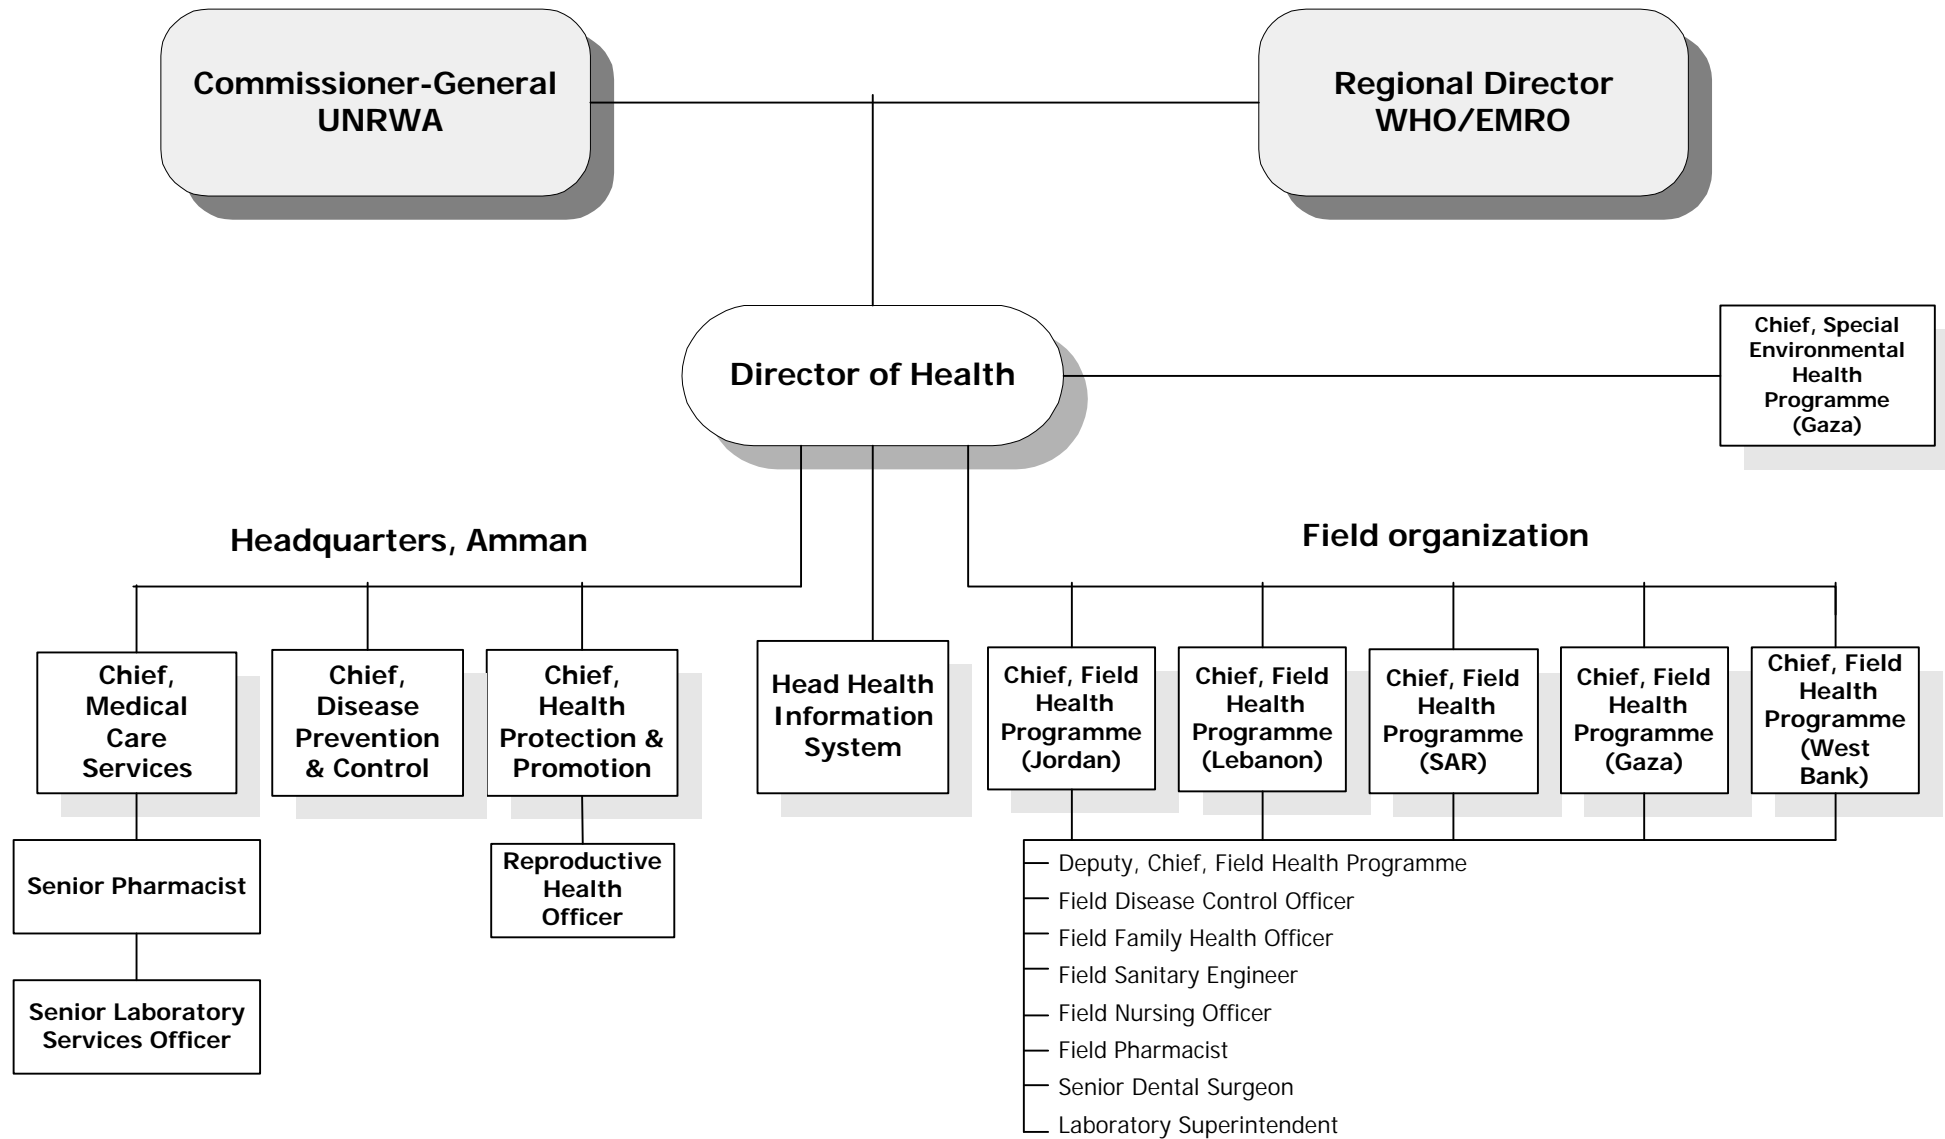 Commissioner-General
UNRWA
Regional Director
WHO/EMRO
Director of Health
Chief, Special
Environmental
Health
Programme
(Gaza)
Headquarters, Amman
Field organization
Chief,
Medical
Care
Services
Chief,
Disease
Prevention
& Control
Chief,
Health
Protection &
Promotion
Head Health
Information
System
Chief, Field
Health
Programme
(Jordan)
Chief, Field
Health
Programme
(Lebanon)
Chief, Field
Health
Programme
(SAR)
Chief, Field
Health
Programme
(Gaza)
Chief, Field
Health
Programme
(West
Bank)
Senior Pharmacist
Reproductive
Health
Officer
Senior Laboratory
Services Officer
Deputy, Chief, Field Health Programme
Field Disease Control Officer
Field Family Health Officer
Field Sanitary Engineer
Field Nursing Officer
Field Pharmacist
Senior Dental Surgeon
Laboratory Superintendent